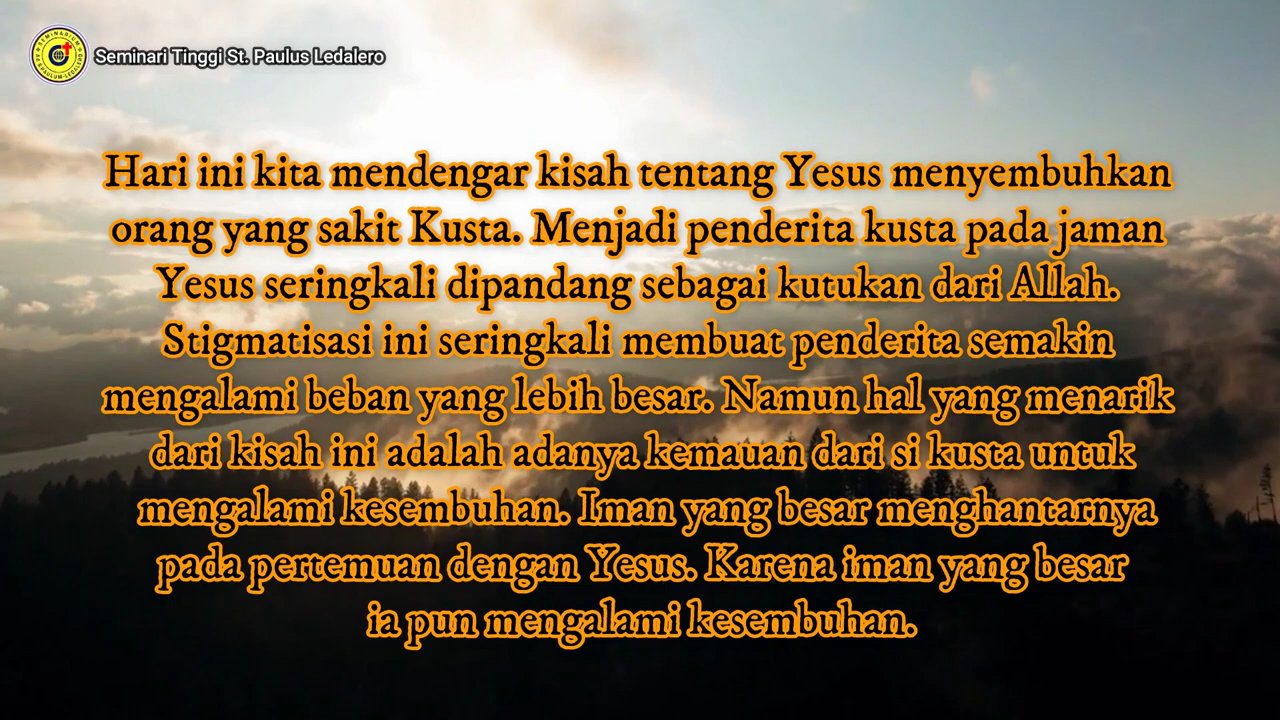 Seminari Tinggi St. Paulus Ledalero
Hari ini kita mendengar kisah tentang Yesus menyembuhkan
orang yang sakit Kusta. Menjadi penderita kusta pada jaman
Yesus seringkali dipandang sebagai kutukan dari Allah.
Stigmatisasi ini seringkali membuat penderita semakin
mengalami beban yang lebih besar. Namun hal yang menarik
dari kisah ini adalah adanya kemauan dari si kusta untuk
mengalami kesembuhan. Iman yang besar menghantarnya
pada pertemuan dengan Yesus. Karena iman yang besar
ia pun mengalami kesembuhan.